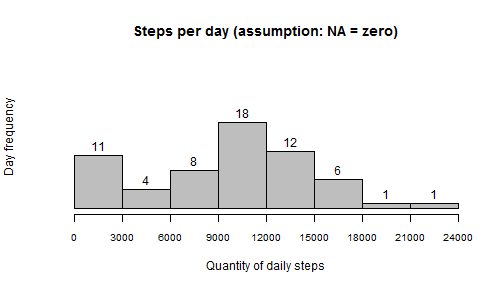 Steps per day (assumption: NA = zero)
Day frequency
11
4
8
18
12
6
1
1
0 3000 6000 9000 12000 15000 18000 21000 24000
Quantity of daily steps